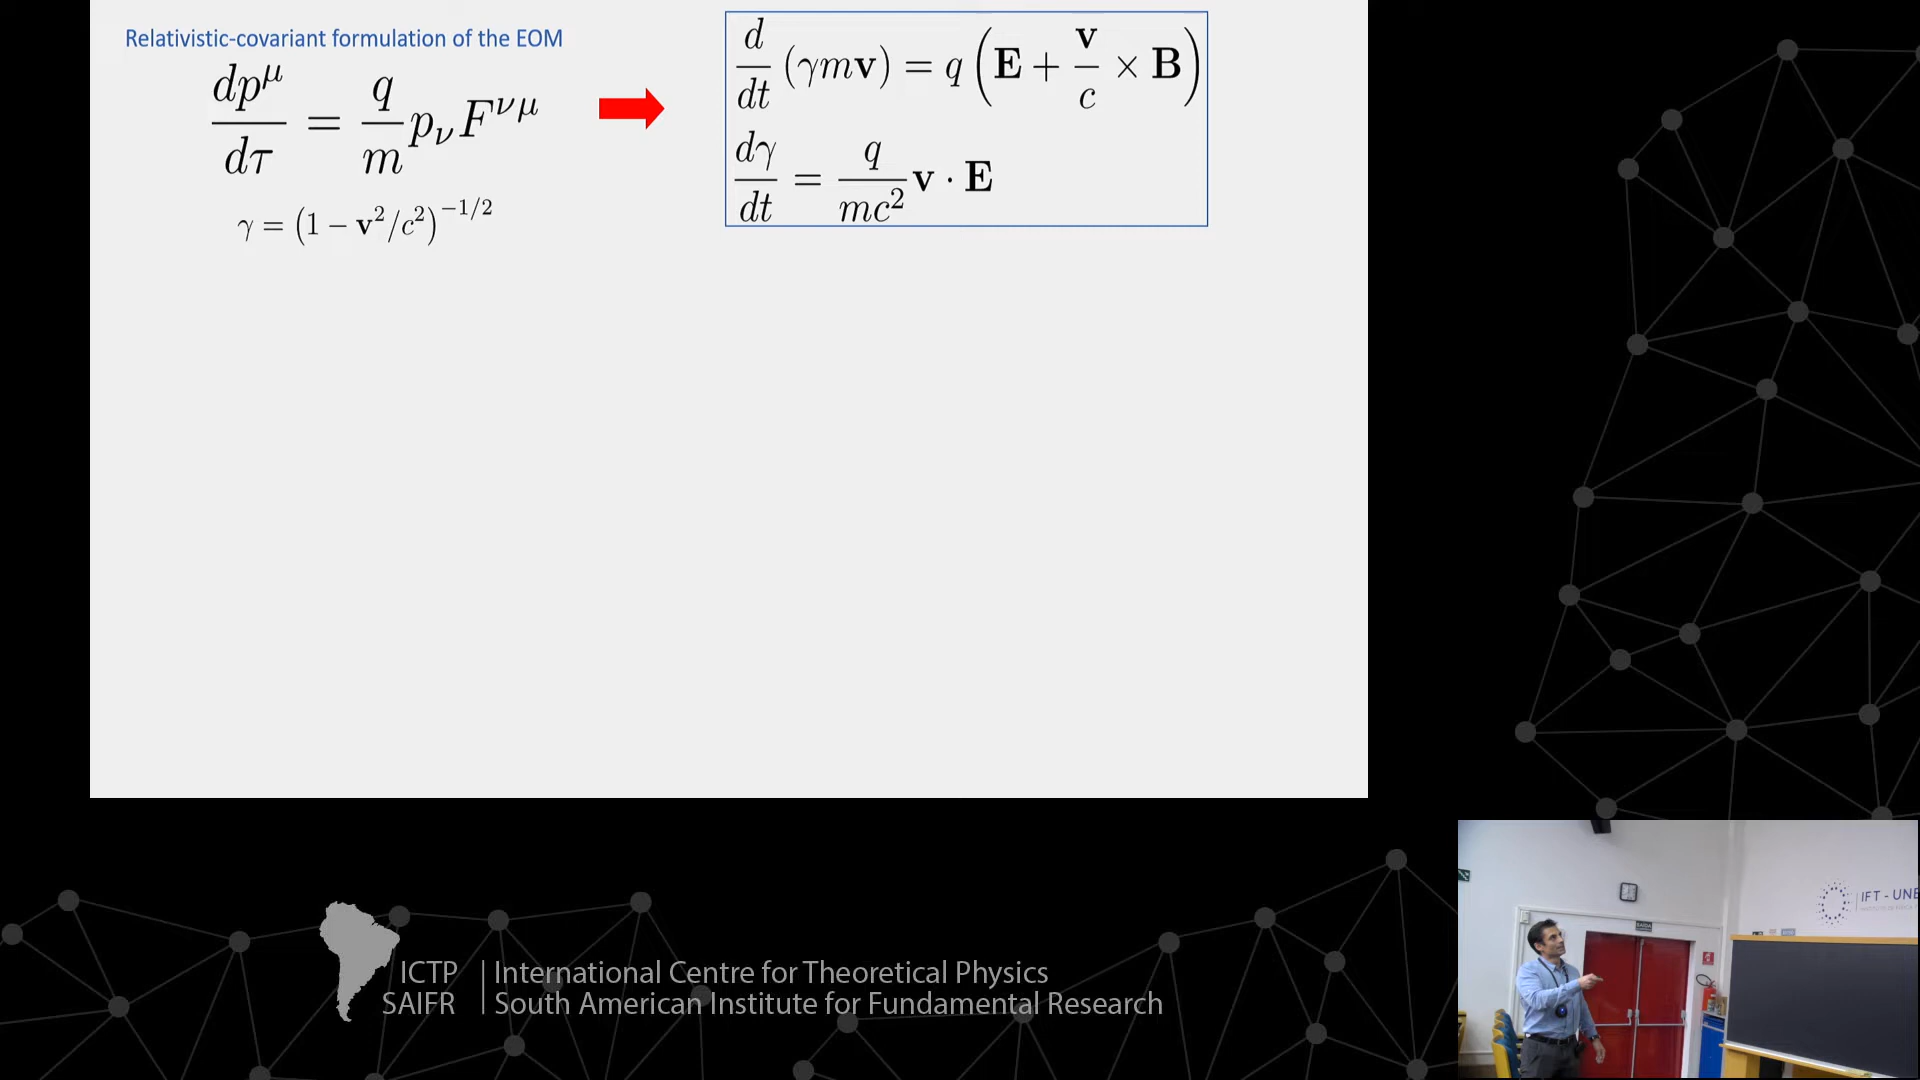 Relativistic-covariant formulation of the EOM
dp^μ/dτ = q/m p_ν F^{νμ}
γ = (1 − v²/c²)^{−1/2}
d/dt (γmv) = q (E + v/c × B)
dγ/dt = q/mc² v · E
ICTP | International Centre for Theoretical Physics
SAIFR | South American Institute for Fundamental Research
IFT - UNE